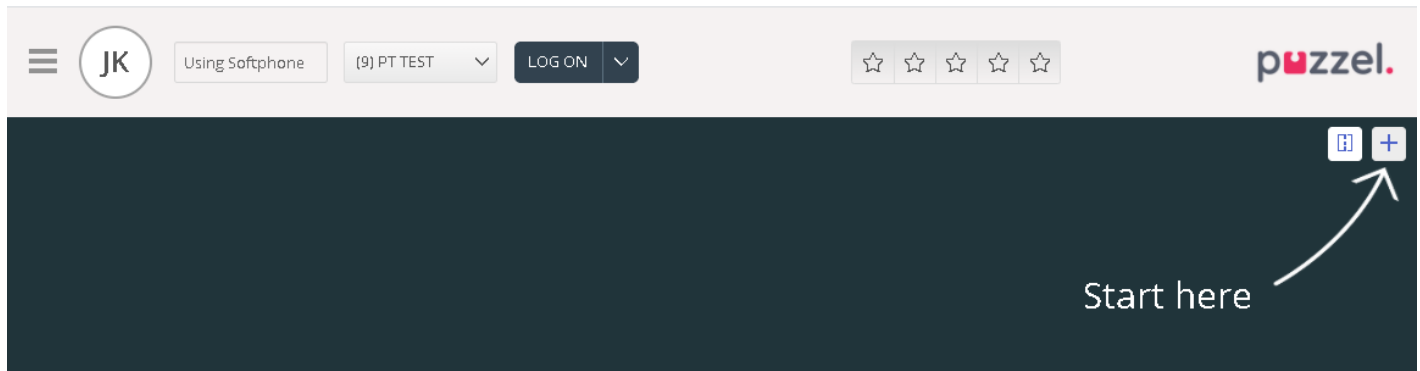 JK
Using Softphone
(9) PT TEST
LOG ON
puzzel.
Start here